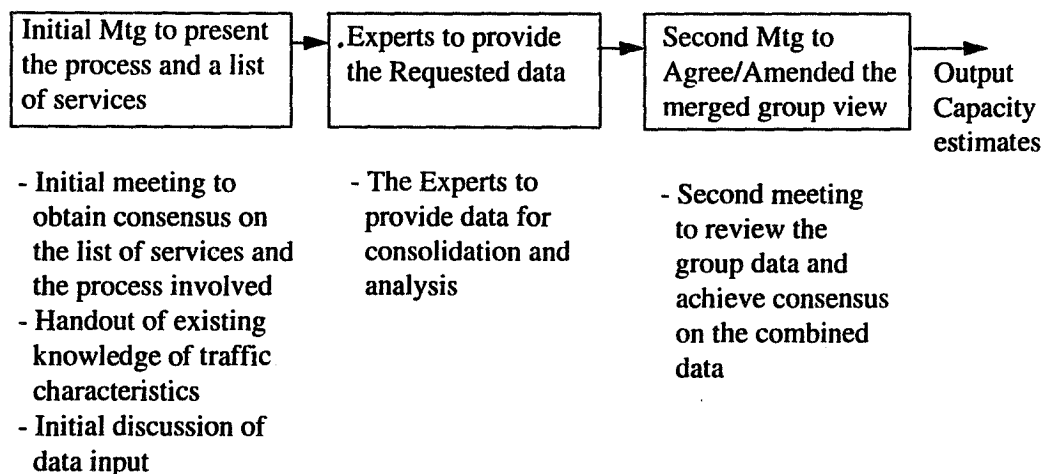 Initial Mtg to present
the process and a list
of services
.Experts to provide
the Requested data
Second Mtg to
Agree/Amended the
merged group view
Output
Capacity
estimates
- Initial meeting to
obtain consensus on
the list of services and
the process involved
- Handout of existing
knowledge of traffic
characteristics
- Initial discussion of
data input
- The Experts to
provide data for
consolidation and
analysis
- Second meeting
to review the
group data and
achieve consensus
on the combined
data